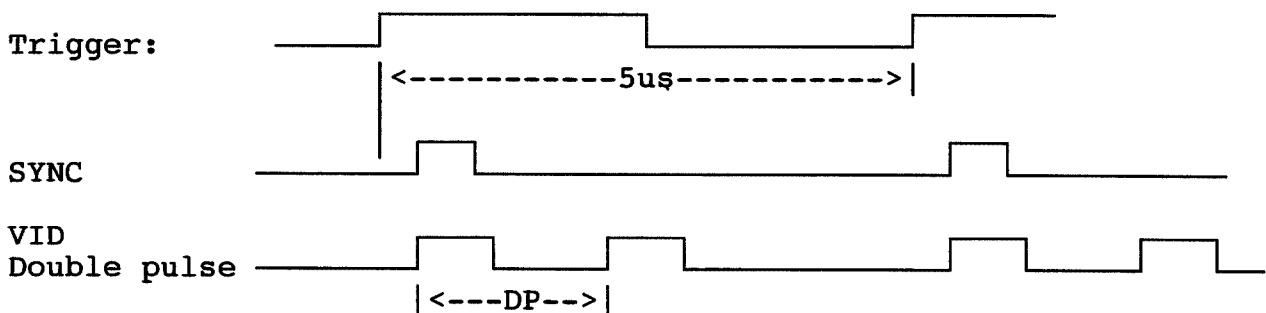 Trigger:
|<-----------5us----------->|
SYNC
VID
Double pulse
|<---DP-->|